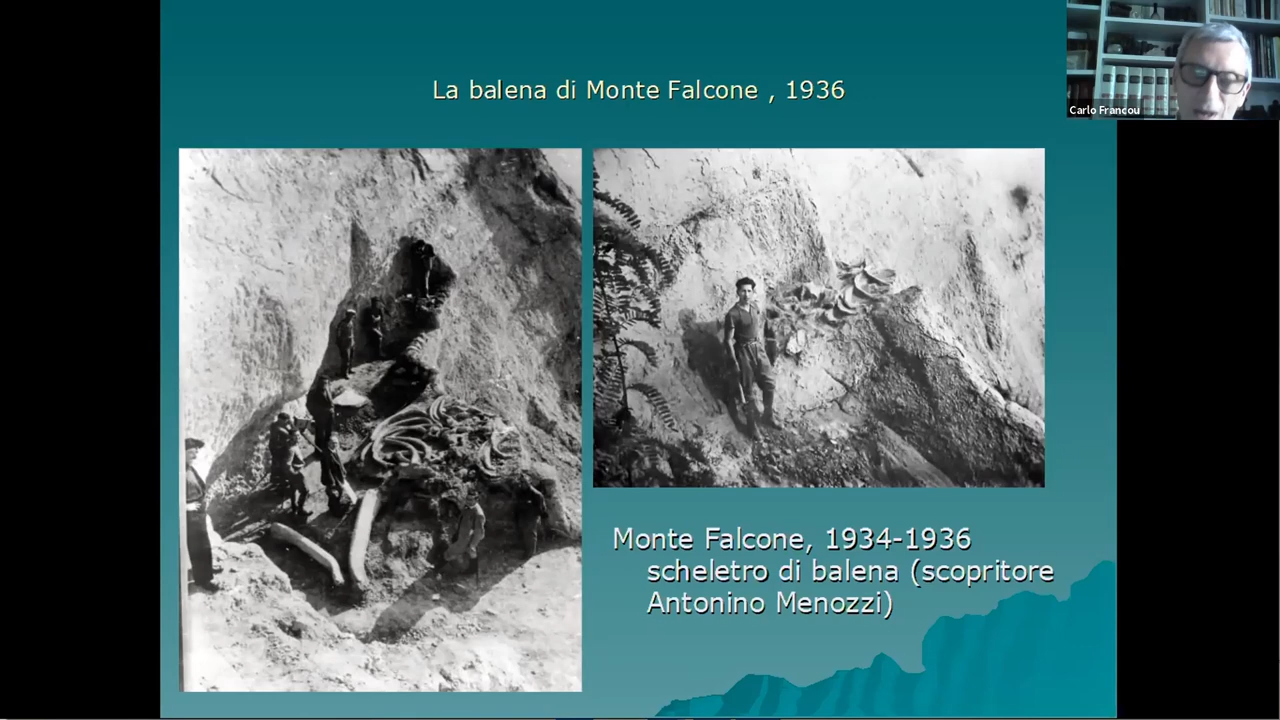 La balena di Monte Falcone , 1936
Carlo Francou
Monte Falcone, 1934-1936
scheletro di balena (scopritore
Antonino Menozzi)